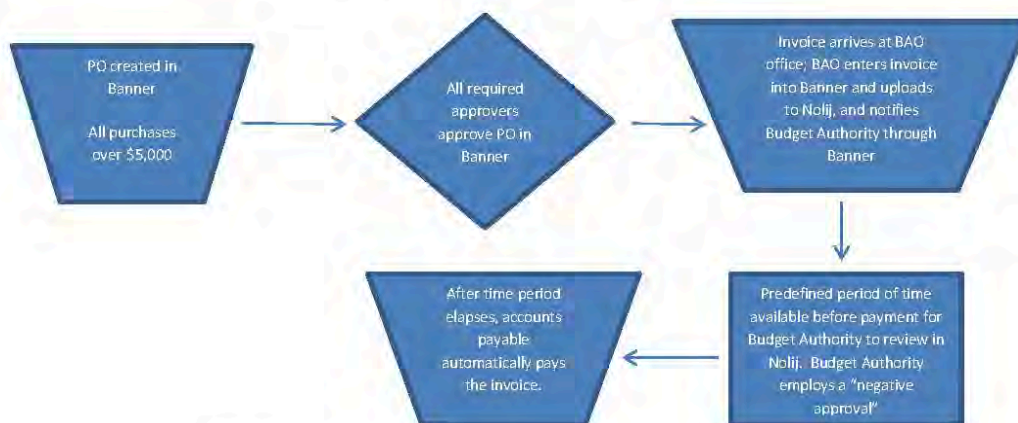 PO created in
Banner
All purchases
over $5,000
All required
approvers
approve PO in
Banner
Invoice arrives at BAO
office; BAO enters invoice
into Banner and uploads
to Nolij, and notifies
Budget Authority through
Banner
Predefined period of time
available before payment for
Budget Authority to review in
Nolij. Budget Authority
employs a "negative
approval"
After time period
elapses, accounts
payable
automatically pays
the invoice.